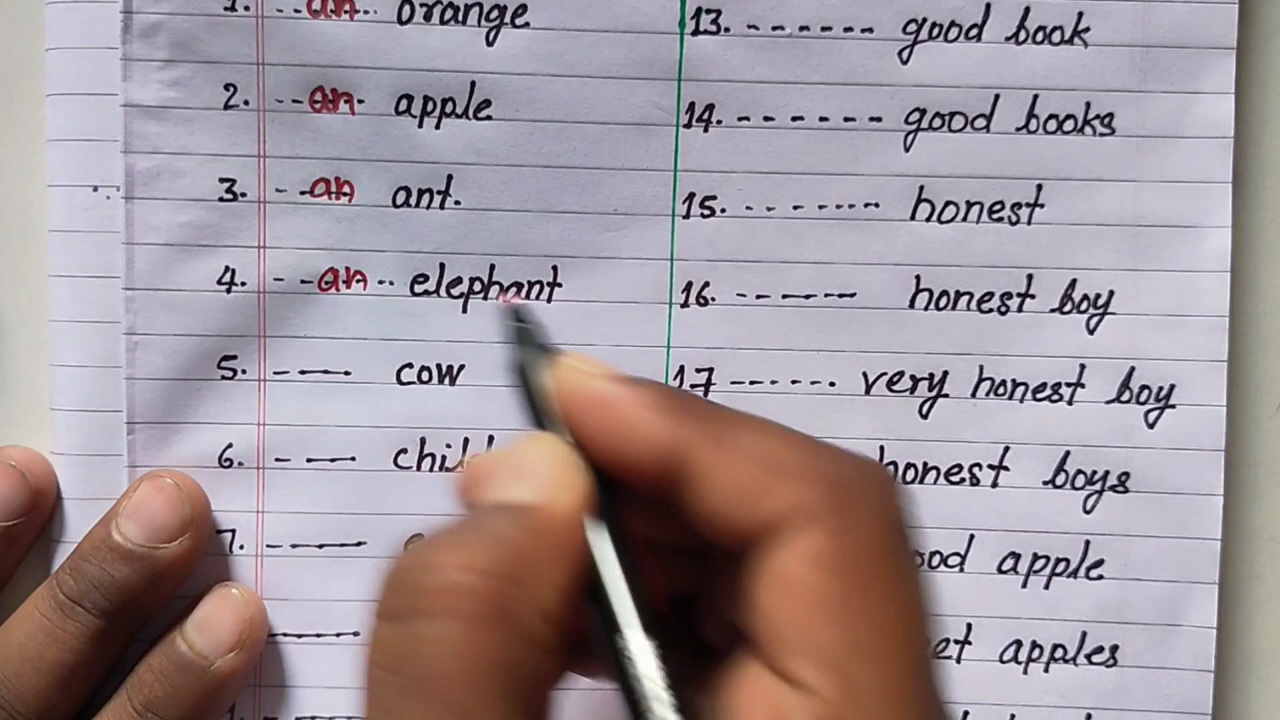 1. --an-- orange
2. --an- apple
3. - -an ant.
4. - -an-- elephant
5. ----- cow
6. -----
7. ------
13. ------- good book
14. ------- good books
15. -------- honest
16. ------ honest boy
17 ------- very honest boy
honest boys
apple
apples